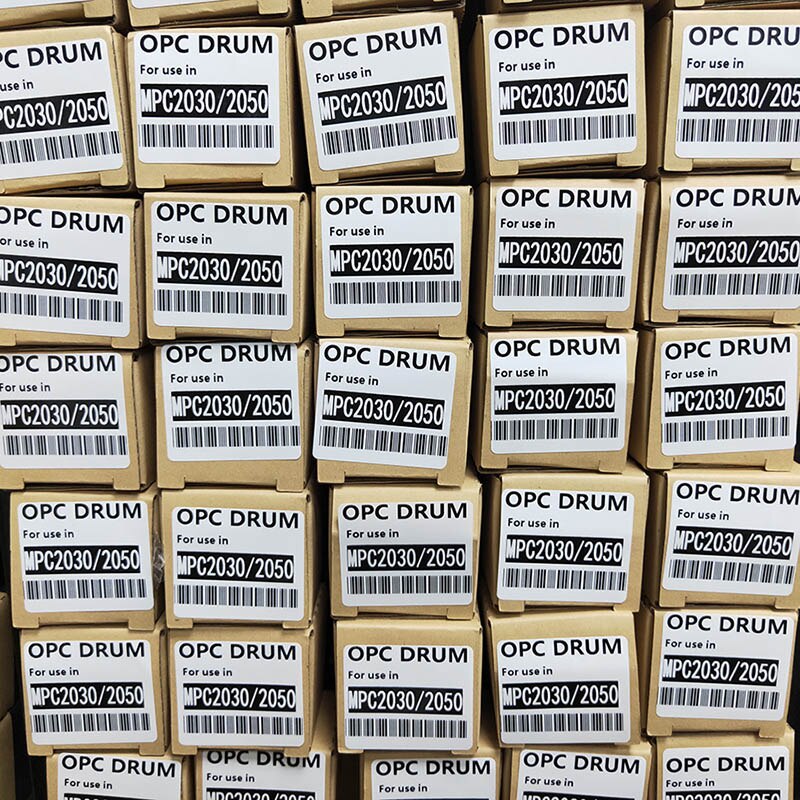 OPC DRUM
For use in
MPC2030/2050
OPC DRUM
For use in
MPC2030/2050
OPC DRUM
For use in
MPC2030/2050
OPC DRUM
For use in
MPC2030/2050
OPC DRU
For use in
MPC2030/205
OPC DRUM
For use in
MPC2030/2050
OPC DRUM
For use in
MPC2030/2050
OPC DRUM
For use in
MPC2030/2050
OPC DRUM
For use in
MPC2030/2050
OPC DRUM
For use in
MPC2030/2050
OPC DRUM
For use in
MPC2030/2050
OPC DRUM
For use in
MPC2030/2050
OPC DRUM
For use in
MPC2030/2050
OPC DRUM
For use in
MPC2030/2050
OPC DRUM
For use in
MPC2030/2050
OPC DRUM
For use in
MPC2030/2050
OPC DRUM
For use in
MPC2030/2050
OPC DRUM
For use in
MPC2030/2050
OPC DRUM
For use in
MPC2030/2050
OPC DRUM
For use in
MPC2030/2050
OPC DRUM
For use in
MPC2030/2050
OPC DRUM
For use in
MPC2030/2050
OPC DRUM
For use in
MPC2030/2050
OPC DRUM
For use in
MPC2030/2050
OPC DRUM
For use in
MPC2030/2050
OPC DRUM
For use in
OPC DRUM
For use in
MPC2030/2050
OPC DRUM
For use in
OPC DRUM
For use in
OPC DRUM
For use in